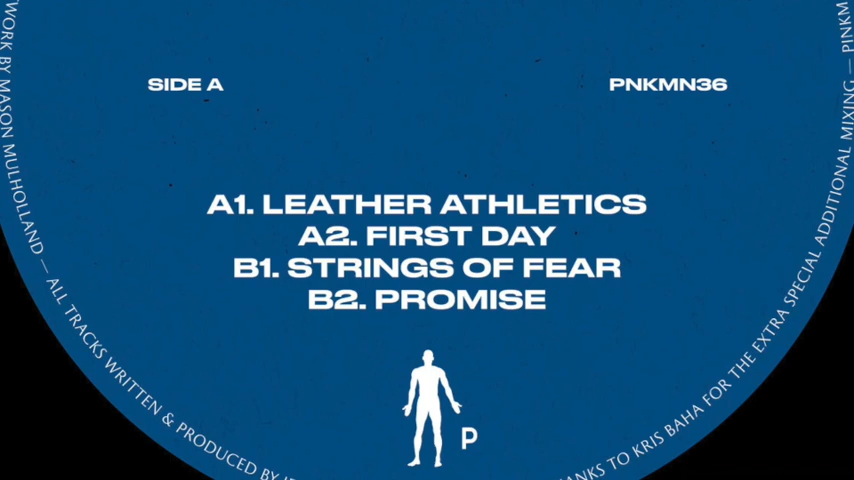 SIDE A
PNKMN36
A1. LEATHER ATHLETICS
A2. FIRST DAY
B1. STRINGS OF FEAR
B2. PROMISE
P
WORK BY MASON MULHOLLAND — ALL TRACKS WRITTEN & PRODUCED BY
TO KRIS BAHA FOR THE EXTRA SPECIAL ADDITIONAL MIXING — PINKM